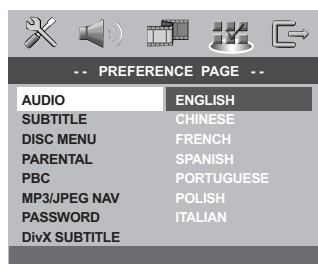 -- PREFERENCE PAGE --
AUDIO ENGLISH
SUBTITLE CHINESE
DISC MENU FRENCH
PARENTAL SPANISH
PBC PORTUGUESE
MP3/JPEG NAV POLISH
PASSWORD ITALIAN
DivX SUBTITLE